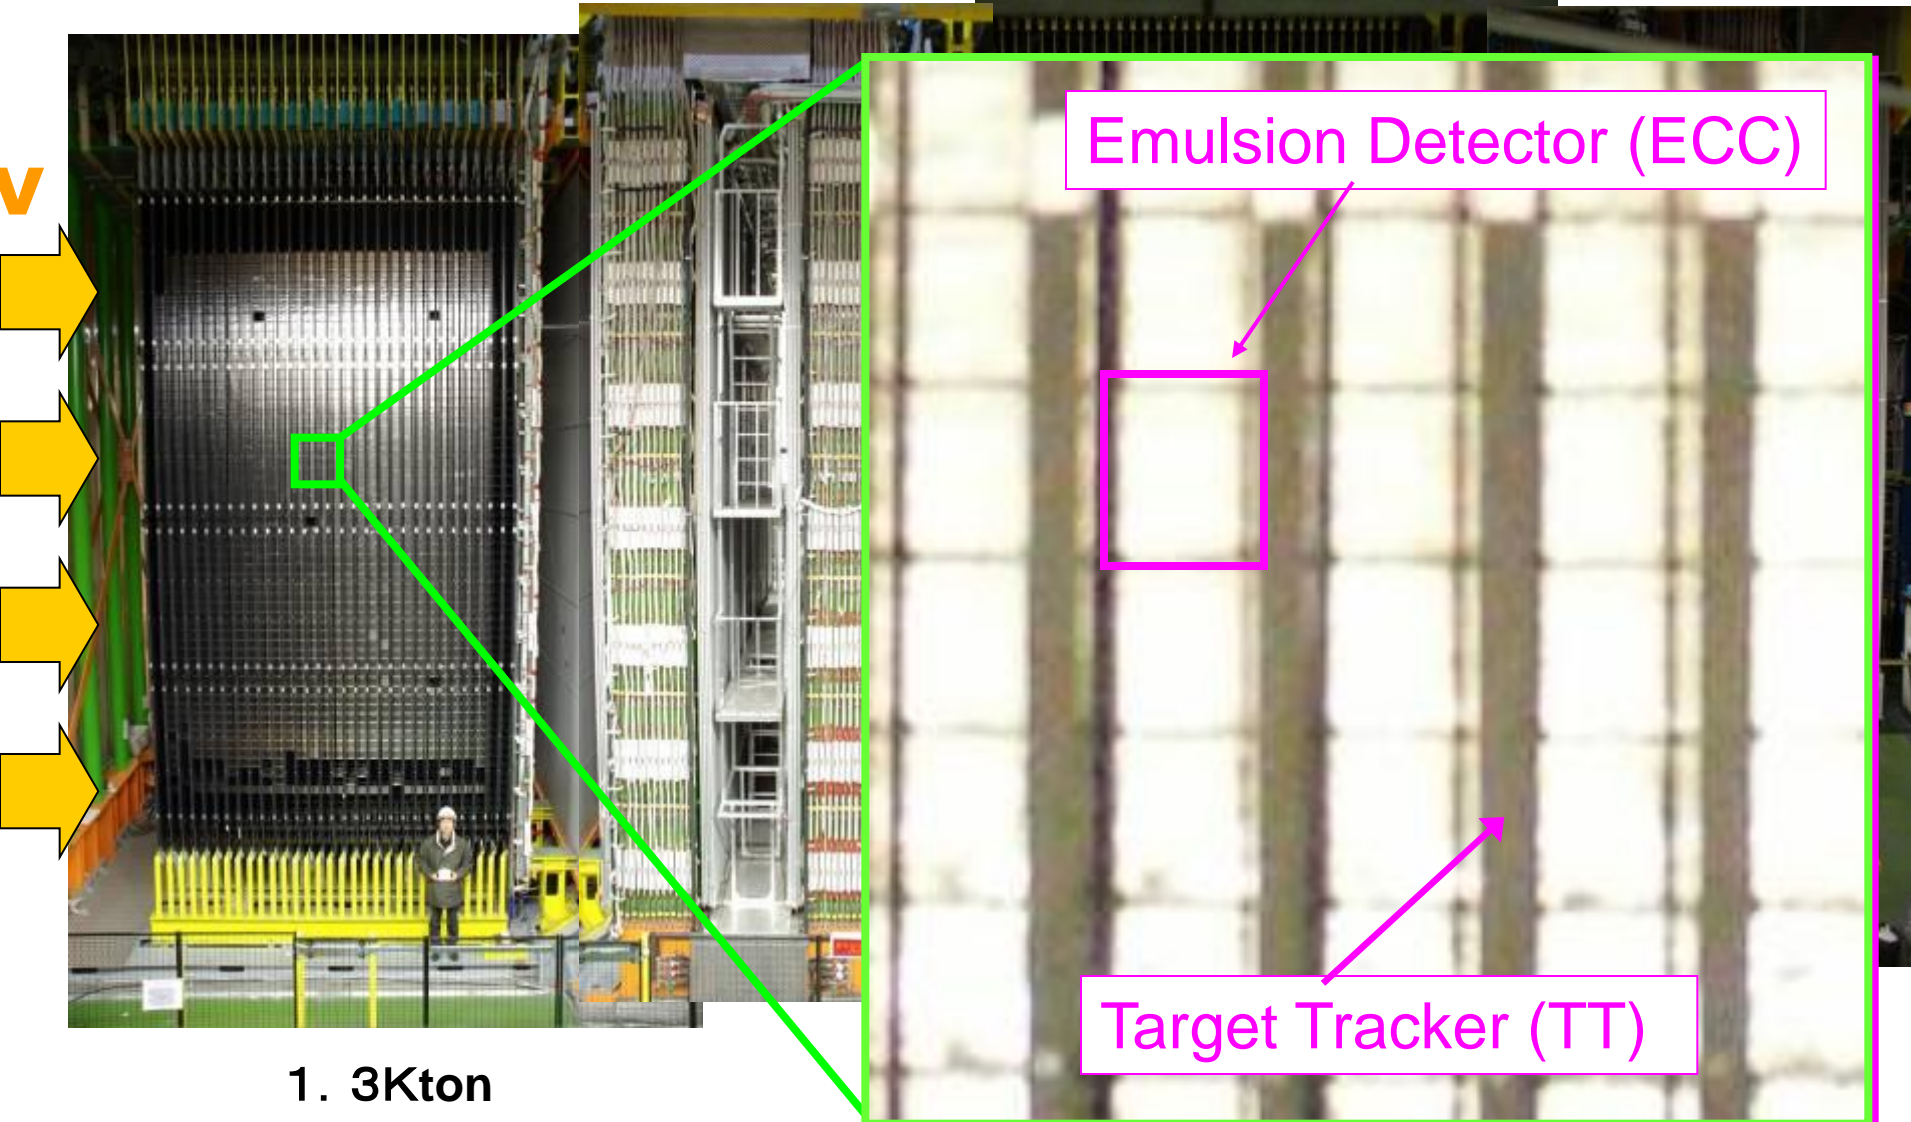 ν
Emulsion Detector (ECC)
Target Tracker (TT)
1. 3Kton